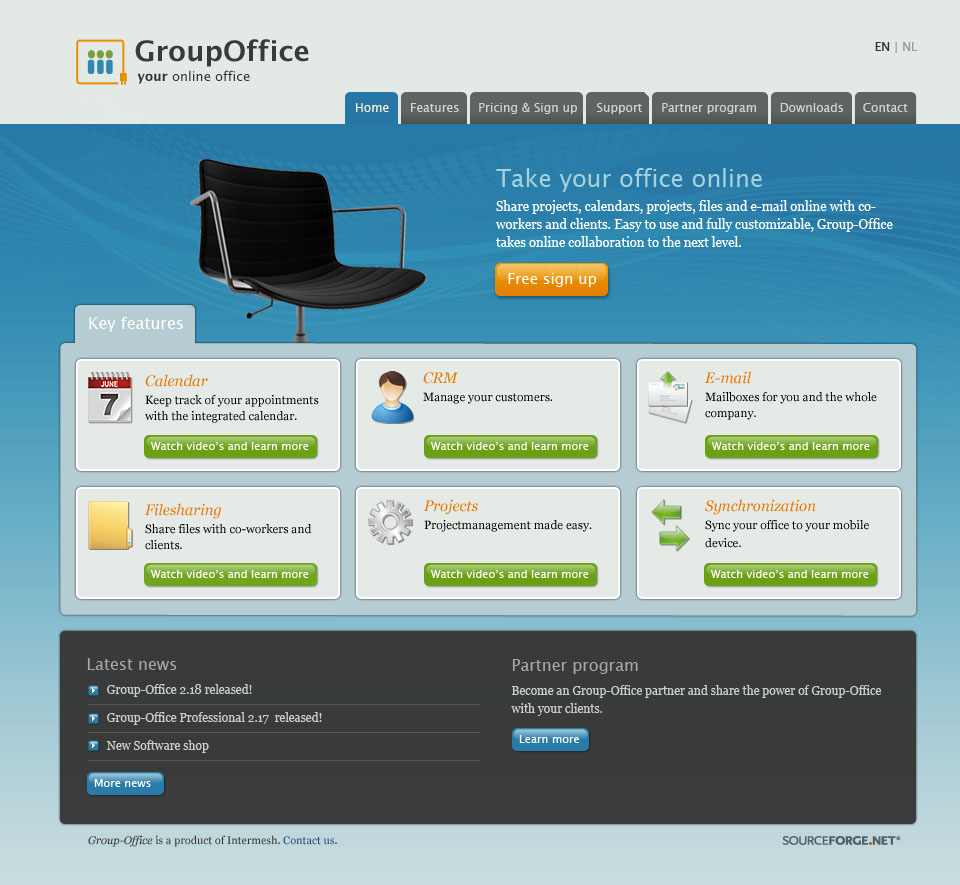 GroupOffice
your online office
EN | NL
Home Features Pricing & Sign up Support Partner program Downloads Contact
Take your office online
Share projects, calendars, projects, files and e-mail online with co-
workers and clients. Easy to use and fully customizable, Group-Office
takes online collaboration to the next level.
Free sign up
Key features
JUNE
7
Calendar
Keep track of your appointments
with the integrated calendar.
Watch video's and learn more
CRM
Manage your customers.
Watch video's and learn more
E-mail
Mailboxes for you and the whole
company.
Watch video's and learn more
Filesharing
Share files with co-workers and
clients.
Watch video's and learn more
Projects
Projectmanagement made easy.
Watch video's and learn more
Synchronization
Sync your office to your mobile
device.
Watch video's and learn more
Latest news
Group-Office 2.18 released!
Group-Office Professional 2.17 released!
New Software shop
More news
Partner program
Become an Group-Office partner and share the power of Group-Office
with your clients.
Learn more
Group-Office is a product of Intermesh. Contact us.
SOURCEFORGE.NET®